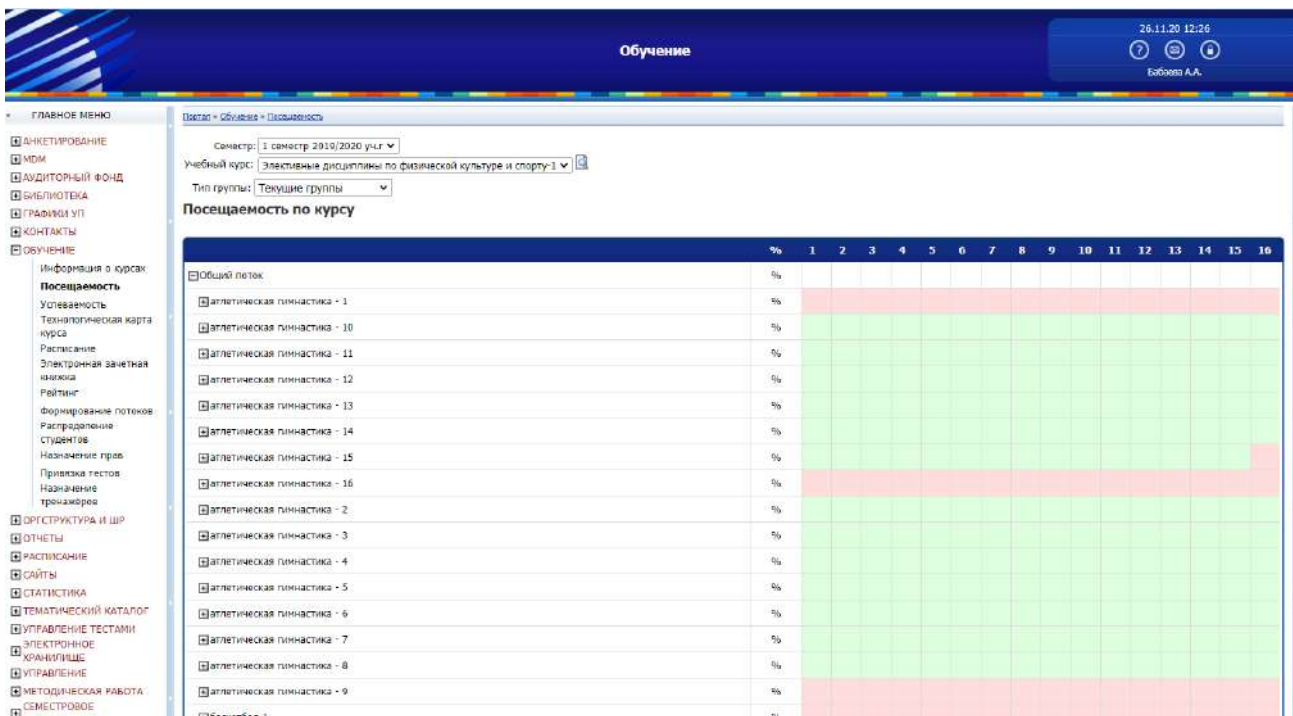 26.11.20 12:26
Обучение
Бабаева А.А.
ГЛАВНОЕ МЕНЮ
АНКЕТИРОВАНИЕ
MDM
АУДИТОРНЫЙ ФОНД
БИБЛИОТЕКА
ГРАФИКИ УП
КОНТАКТЫ
ОБУЧЕНИЕ
Информация о курсах
Посещаемость
Успеваемость
Технологическая карта
курса
Расписание
Электронная зачетная
книжка
Рейтинг
Формирование потоков
Распределение
студентов
Назначение прав
Привязка тестов
Назначение
тренажёров
ОРГСТРУКТУРА И ШР
ОТЧЕТЫ
РАСПИСАНИЕ
САЙТЫ
СТАТИСТИКА
ТЕМАТИЧЕСКИЙ КАТАЛОГ
УПРАВЛЕНИЕ ТЕСТАМИ
ЭЛЕКТРОННОЕ
ХРАНИЛИЩЕ
УПРАВЛЕНИЕ
МЕТОДИЧЕСКАЯ РАБОТА
СЕМЕСТРОВОЕ
Портал » Обучение » Посещаемость
Семестр: 1 семестр 2019/2020 уч.г
Учебный курс: Элективные дисциплины по физической культуре и спорту-1
Тип группы: Текущие группы
Посещаемость по курсу
% 1 2 3 4 5 6 7 8 9 10 11 12 13 14 15 16
Общий поток %
атлетическая гимнастика - 1 %
атлетическая гимнастика - 10 %
атлетическая гимнастика - 11 %
атлетическая гимнастика - 12 %
атлетическая гимнастика - 13 %
атлетическая гимнастика - 14 %
атлетическая гимнастика - 15 %
атлетическая гимнастика - 16 %
атлетическая гимнастика - 2 %
атлетическая гимнастика - 3 %
атлетическая гимнастика - 4 %
атлетическая гимнастика - 5 %
атлетическая гимнастика - 6 %
атлетическая гимнастика - 7 %
атлетическая гимнастика - 8 %
атлетическая гимнастика - 9 %